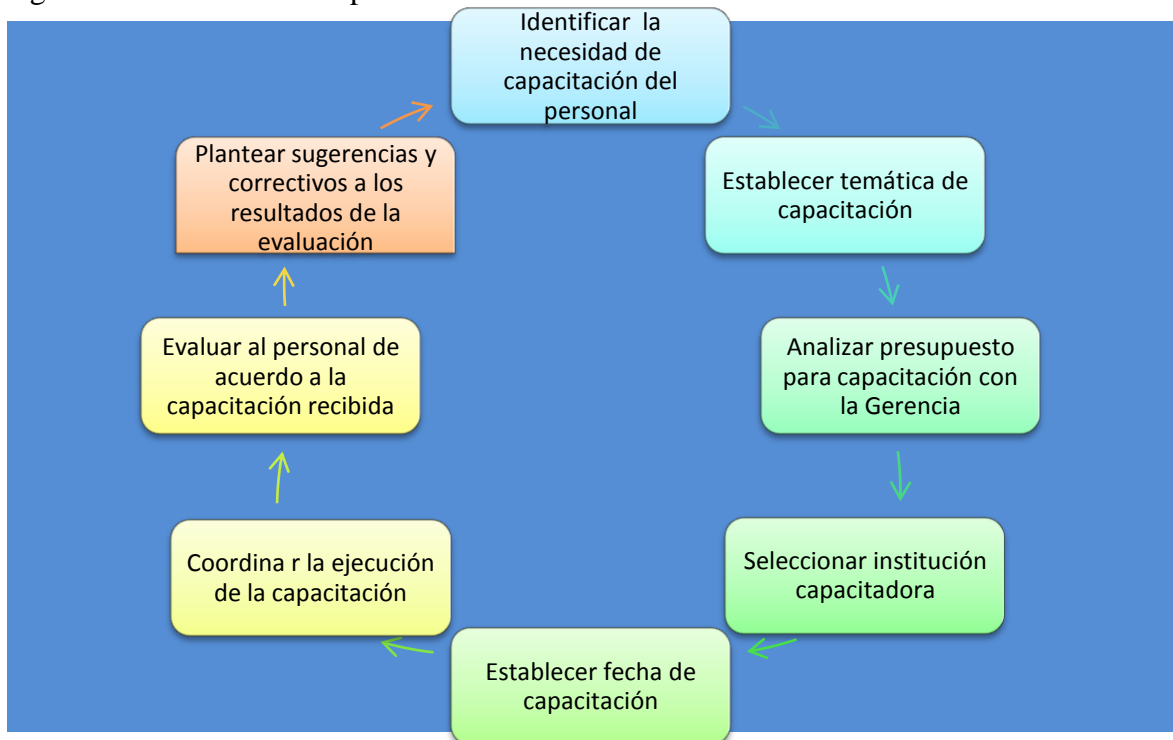 Identificar la
necesidad de
capacitación del
personal
Establecer temática de
capacitación
Analizar presupuesto
para capacitación con
la Gerencia
Seleccionar institución
capacitadora
Establecer fecha de
capacitación
Coordina r la ejecución
de la capacitación
Evaluar al personal de
acuerdo a la
capacitación recibida
Plantear sugerencias y
correctivos a los
resultados de la
evaluación